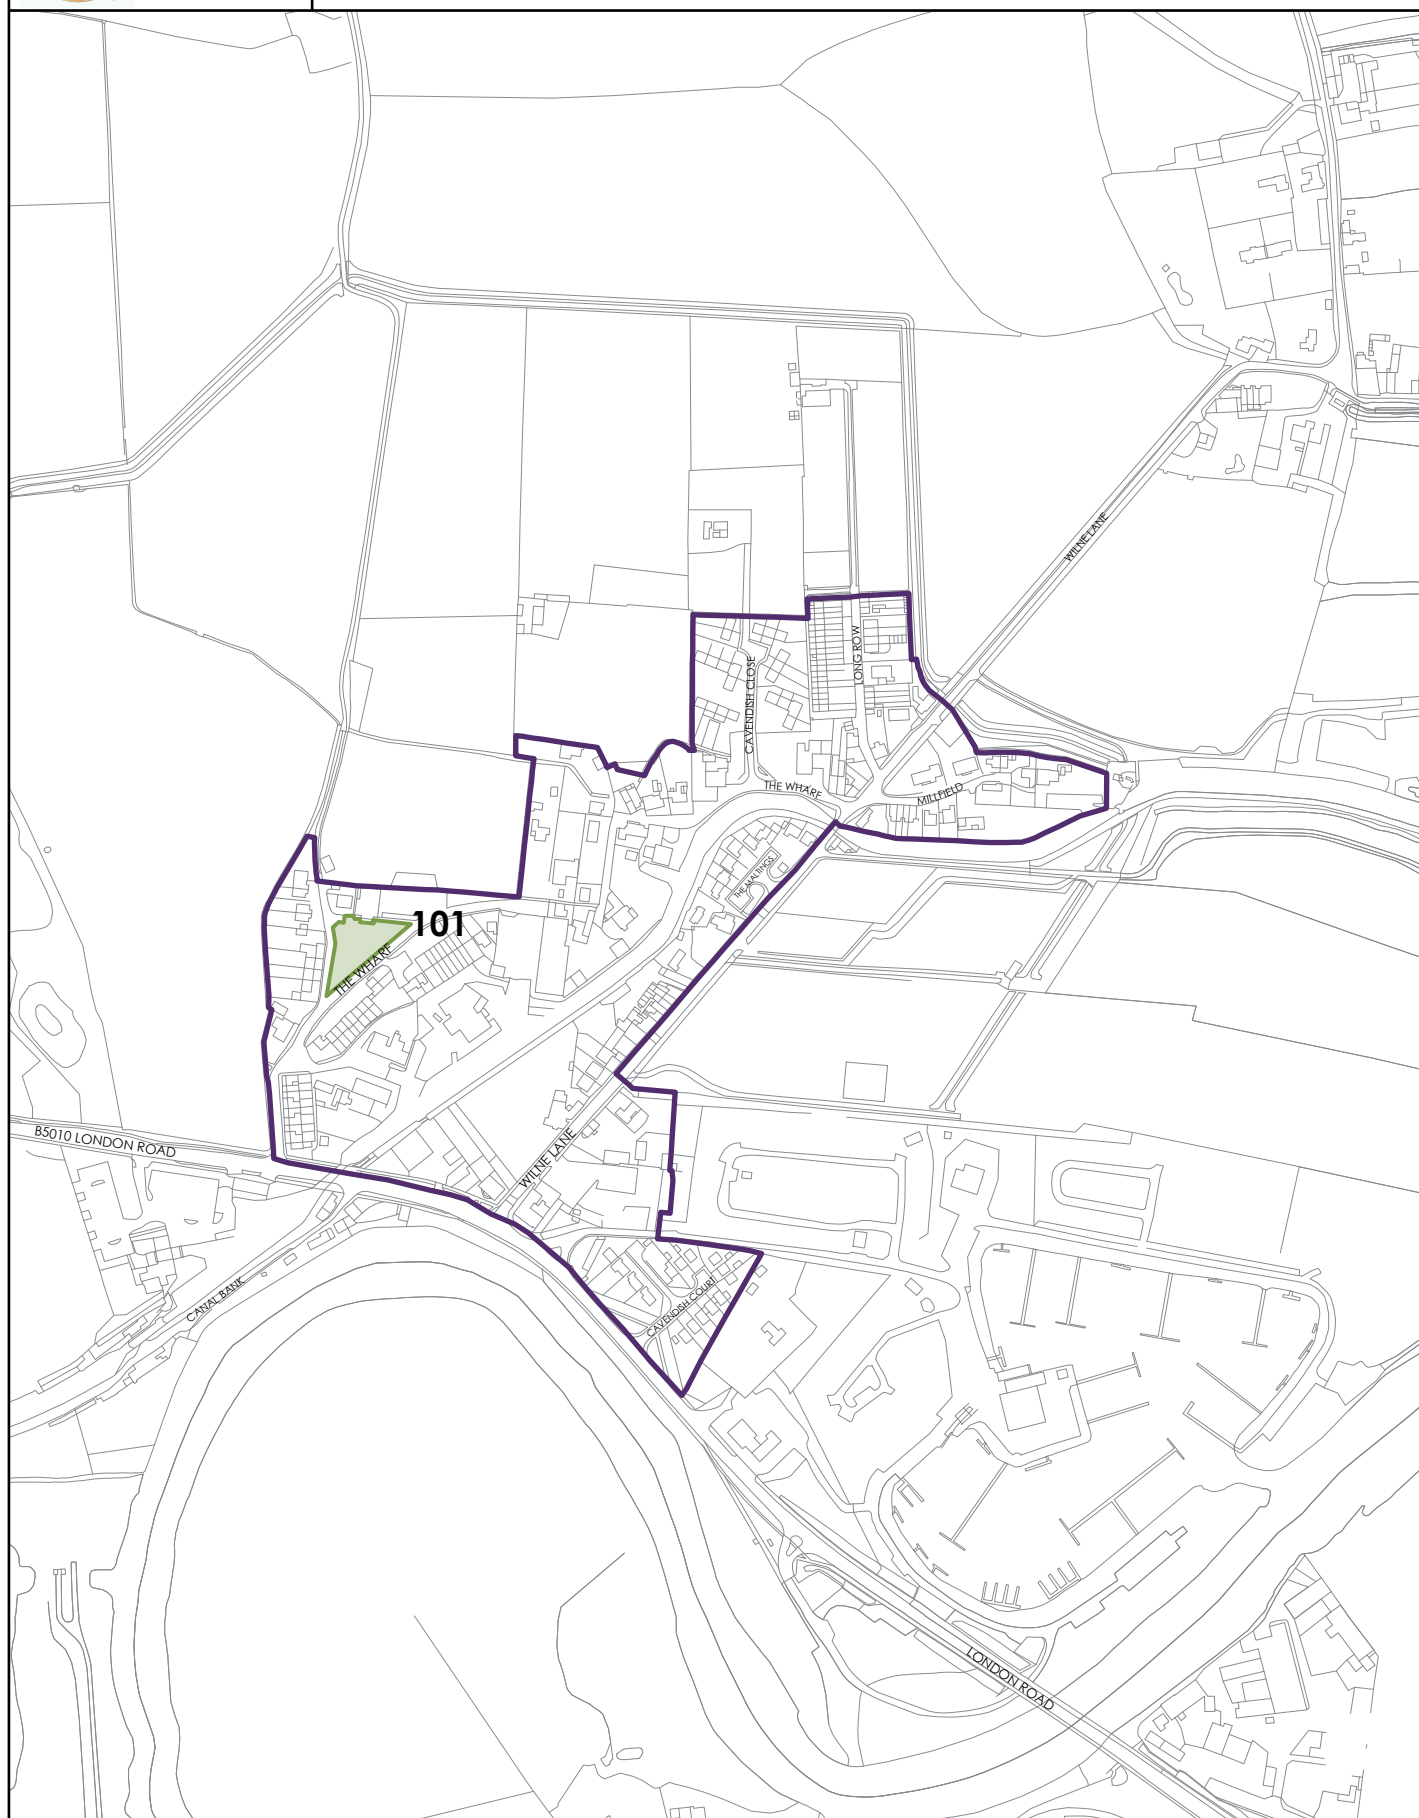 WILNE LANE
LONG ROW
CAVENDISH CLOSE
THE WHARF
MILLFIELD
THE MALTINGS
101
THE WHARF
B5010 LONDON ROAD
WILNE LANE
CANAL BANK
CAVENDISH COURT
LONDON ROAD